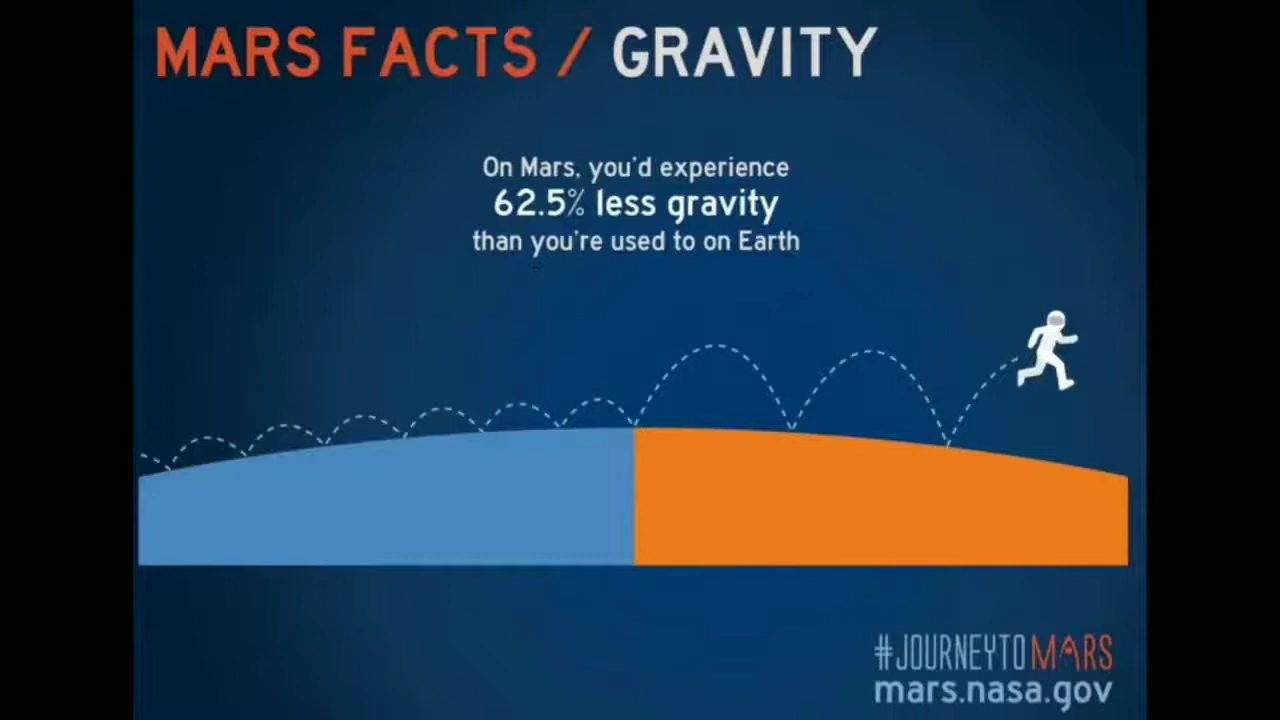 MARS FACTS / GRAVITY
On Mars, you'd experience
62.5% less gravity
than you're used to on Earth
#JOURNEYTOMARS
mars.nasa.gov